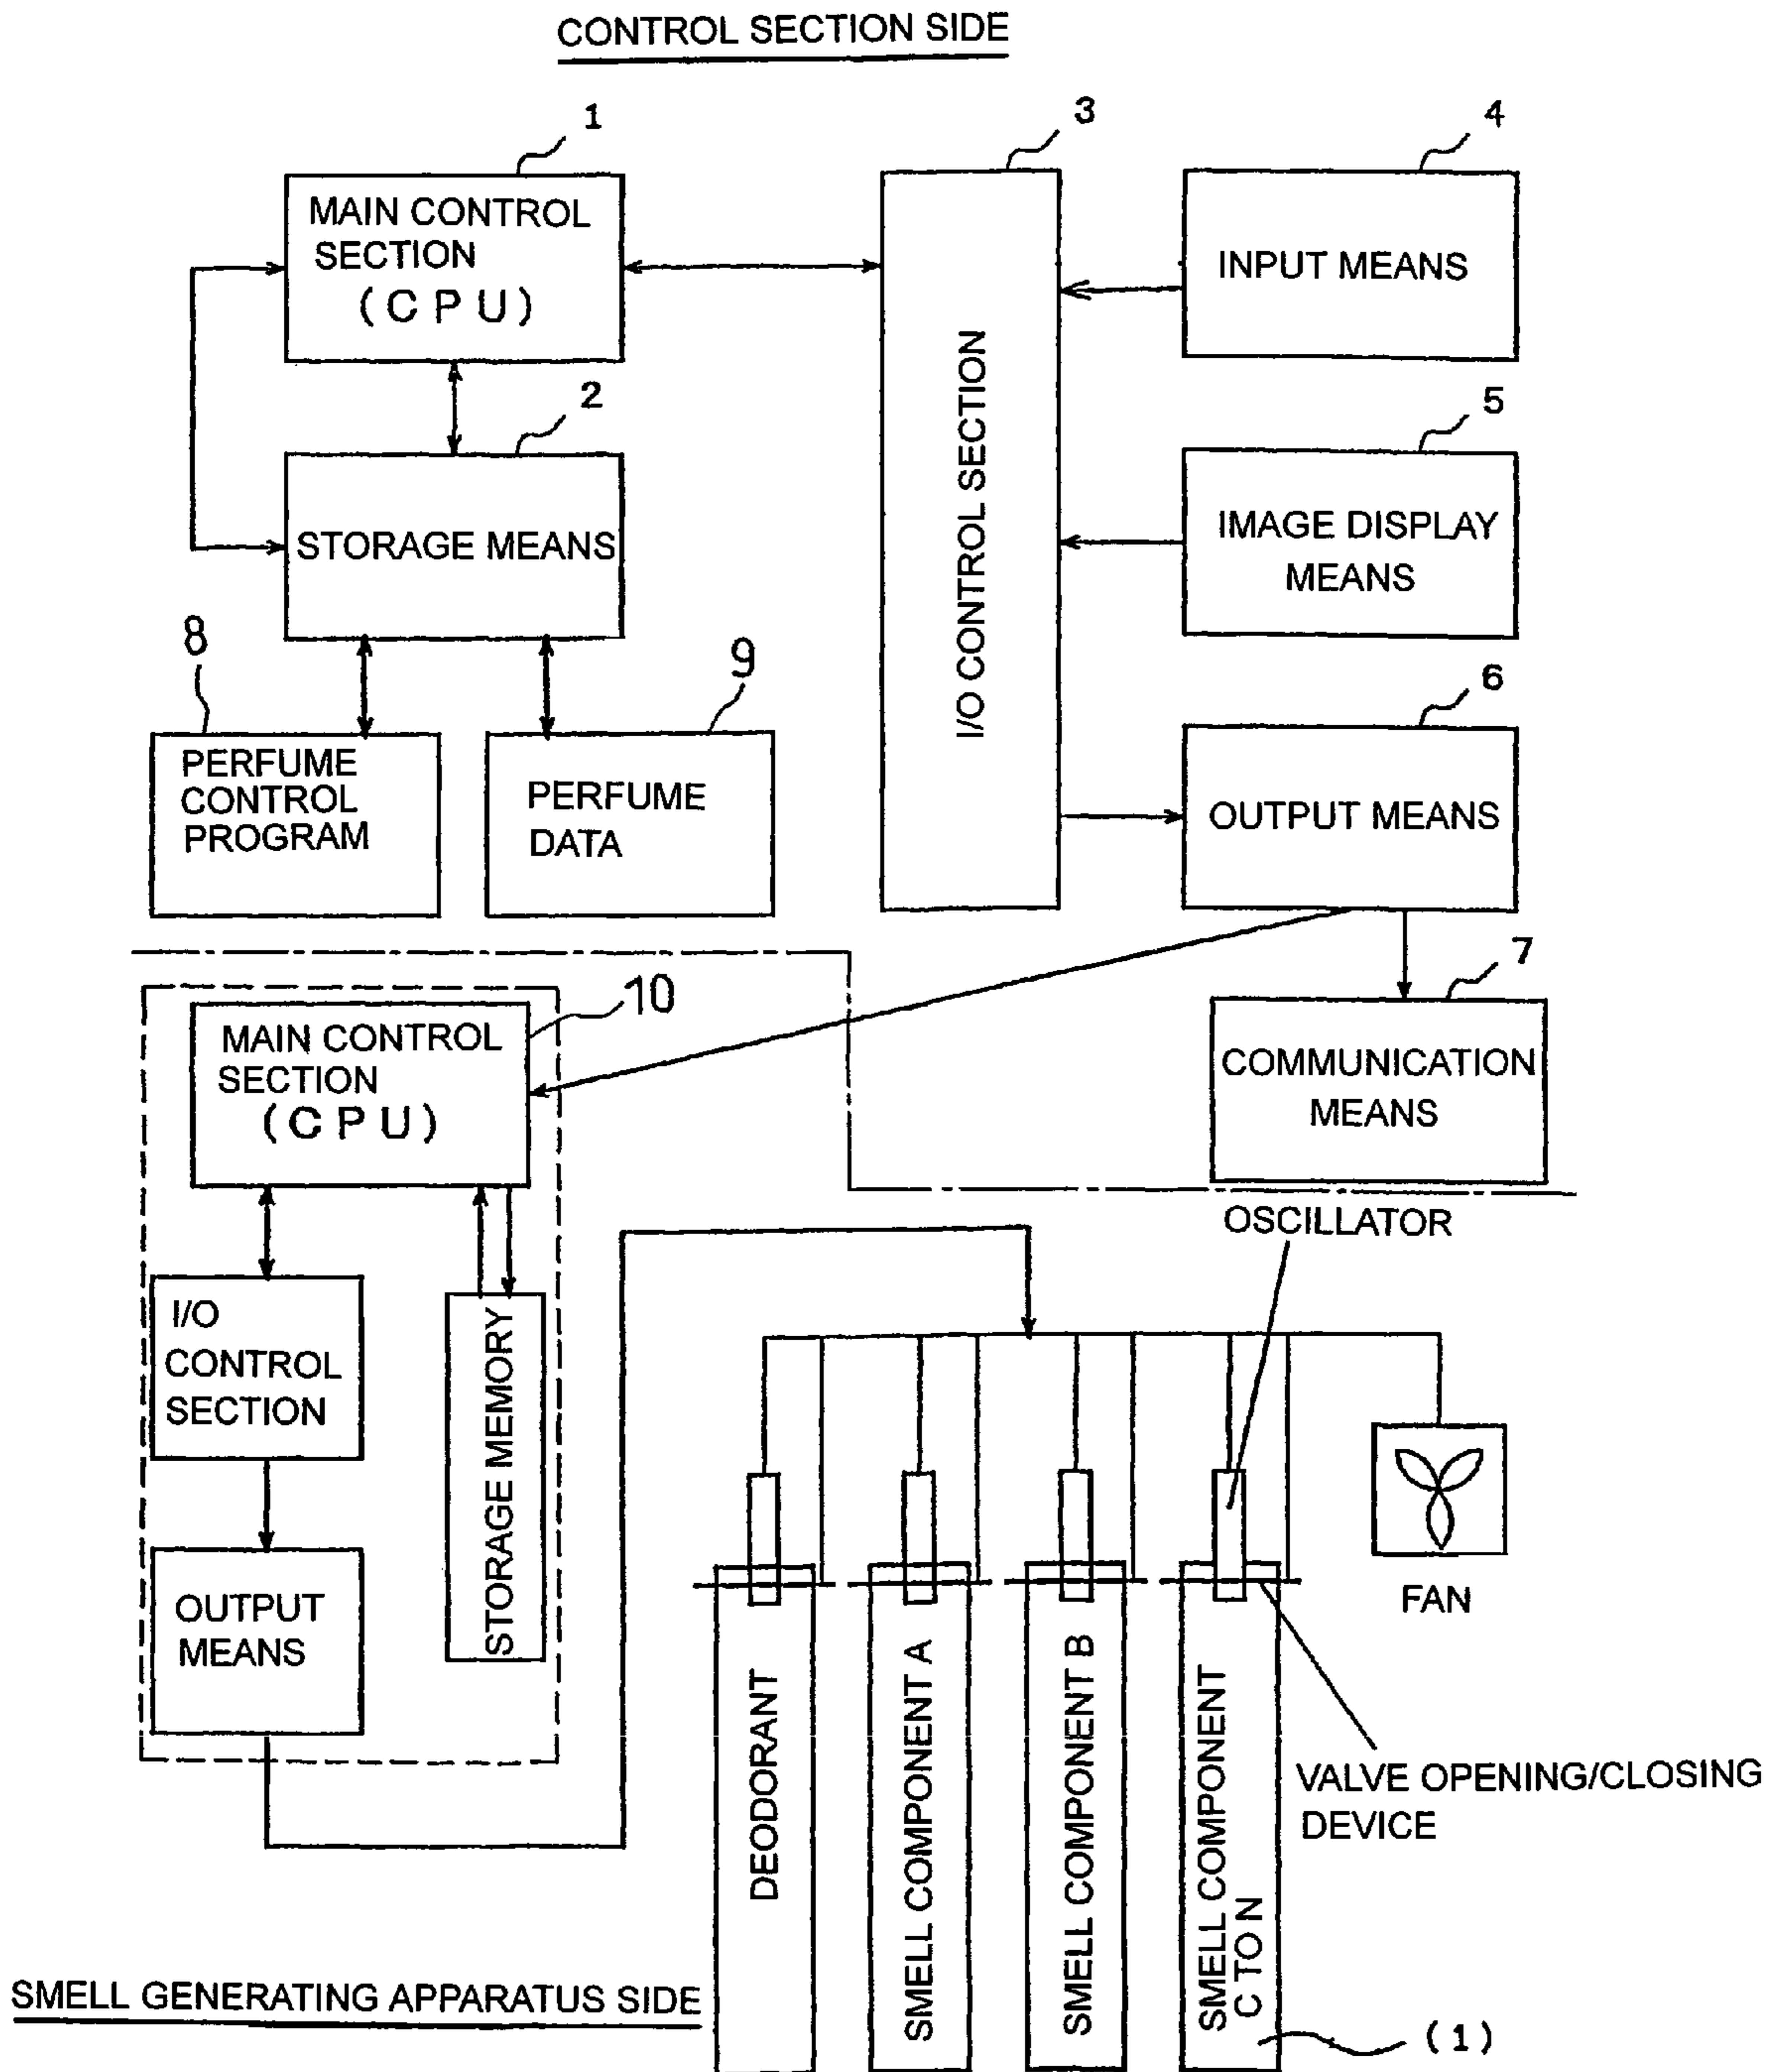 CONTROL SECTION SIDE
1
MAIN CONTROL
SECTION
(CPU)
2
STORAGE MEANS
3
I/O CONTROL SECTION
4
INPUT MEANS
5
IMAGE DISPLAY
MEANS
6
OUTPUT MEANS
7
COMMUNICATION
MEANS
8
PERFUME
CONTROL
PROGRAM
9
PERFUME
DATA
10
MAIN CONTROL
SECTION
(CPU)
I/O
CONTROL
SECTION
STORAGE MEMORY
OUTPUT
MEANS
OSCILLATOR
FAN
VALVE OPENING/CLOSING
DEVICE
DEODORANT
SMELL COMPONENT A
SMELL COMPONENT B
SMELL COMPONENT
C TO N
(1)
SMELL GENERATING APPARATUS SIDE